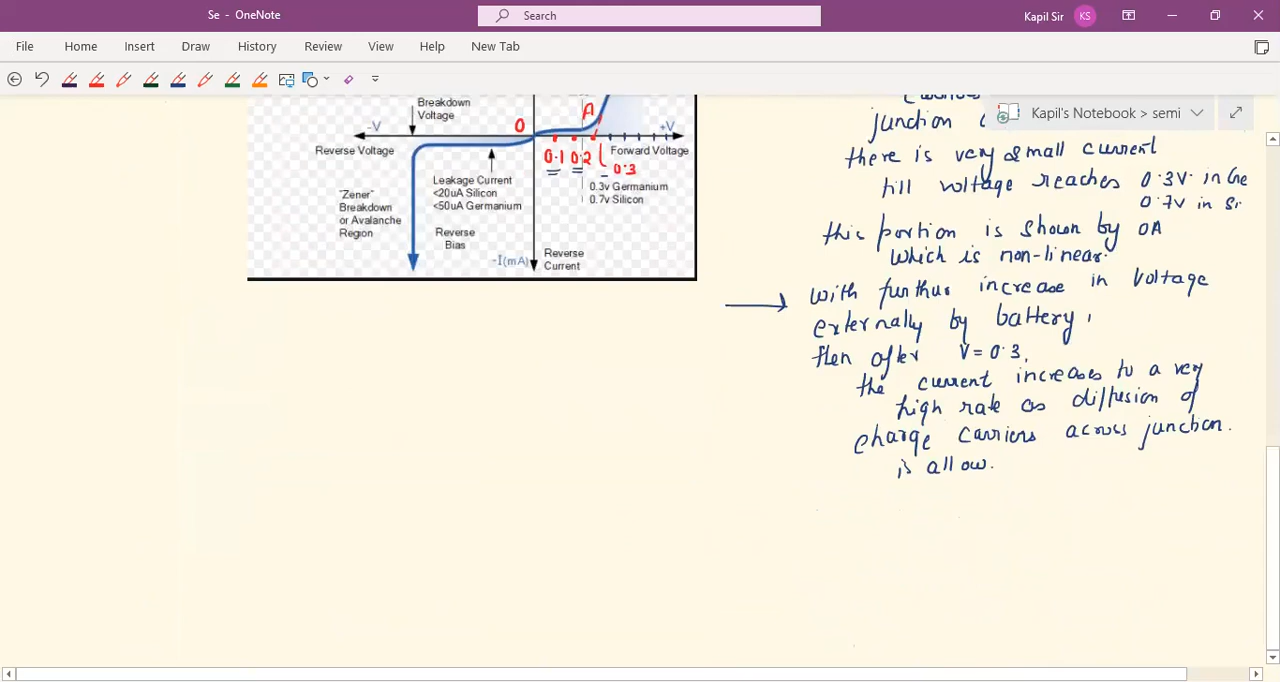 Se - OneNote
Search
Kapil Sir
KS
File
Home
Insert
Draw
History
Review
View
Help
New Tab
Kapil's Notebook > semi
Breakdown
Voltage
-V
O
A
+V
Reverse Voltage
0.1
0.2
0.3
Forward Voltage
Leakage Current
<20uA Silicon
<50uA Germanium
0.3v Germanium
0.7v Silicon
"Zener"
Breakdown
or Avalanche
Region
Reverse
Bias
-I(mA)
Reverse
Current
junction
there is very small current
till voltage reaches 0.3V in Ge
0.7V in Si
this portion is shown by OA
which is non-linear.
with further increase in voltage
externally by battery,
then after V = 0.3,
the current increases to a very
high rate as diffusion of
charge carriers across junction.
is allow.